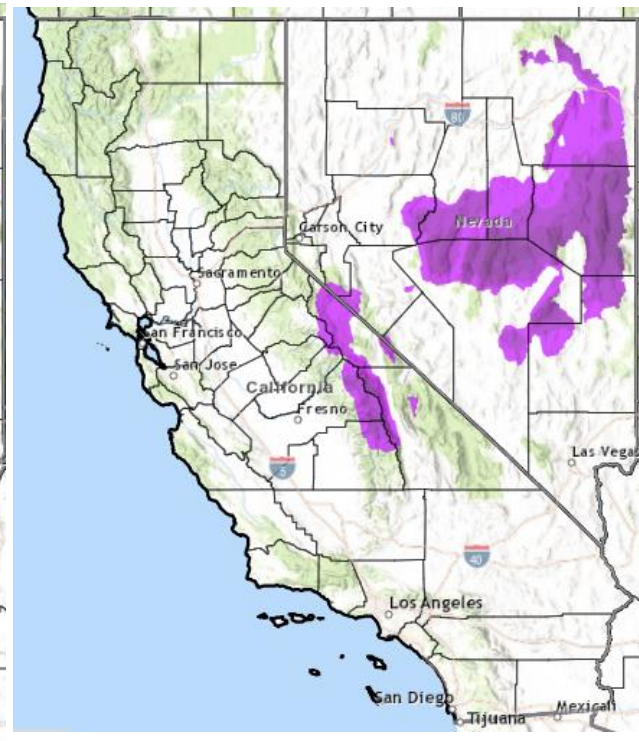 80
Nevada
Carson City
Sacramento
San Francisco
San Jose
California
Fresno
5
Las Vega
40
Los Angeles
San Diego
Tijuana
Mexicali